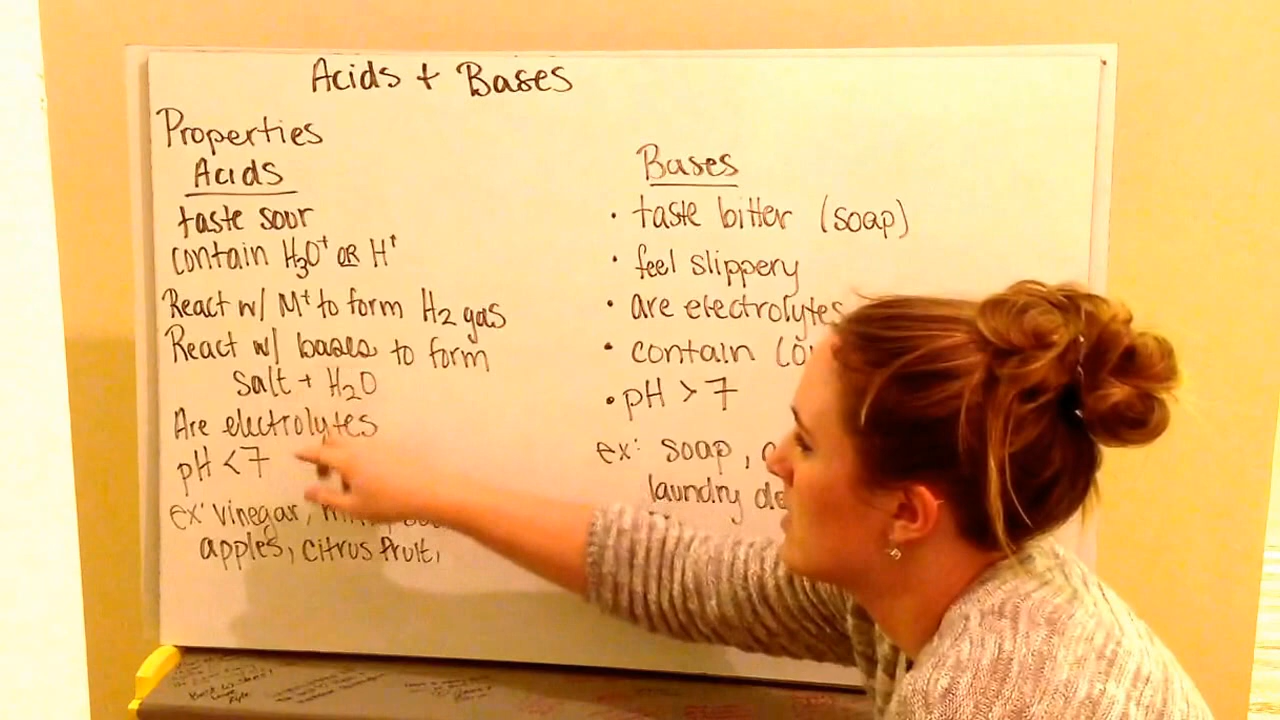 Acids + Bases
Properties
Acids
taste sour
contain H₃O⁺ OR H⁺
React w/ M⁺ to form H₂ gas
React w/ bases to form
Salt + H₂O
Are electrolytes
pH < 7
ex: vinegar,
apples, citrus fruit,
Bases
• taste bitter (soap)
• feel slippery
• are electrolytes
• contain
• pH > 7
ex: soap,
laundry